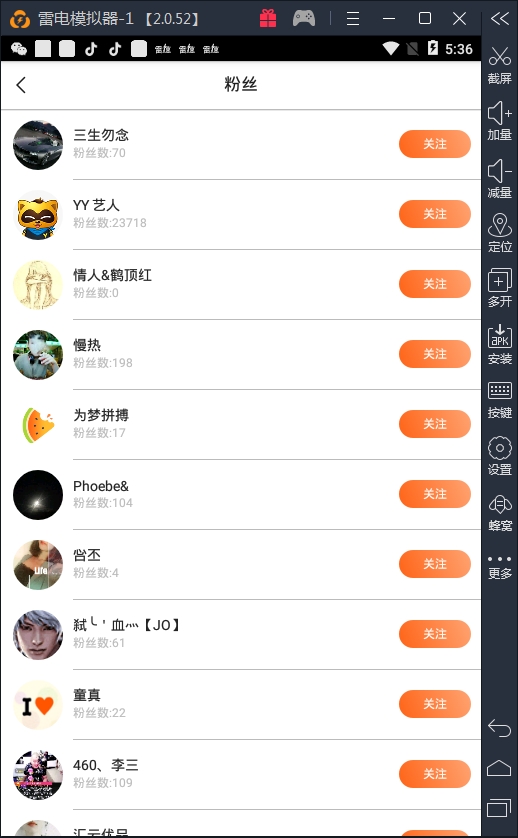 雷电模拟器-1 【2.0.52】
5:36
粉丝
三生勿念
粉丝数:70
关注
YY 艺人
粉丝数:23718
关注
情人&鹤顶红
粉丝数:0
关注
慢热
粉丝数:198
关注
为梦拼搏
粉丝数:17
关注
Phoebe&
粉丝数:104
关注
粉丝数:4
关注
弑╰＇血灬【JO】
粉丝数:61
关注
童真
粉丝数:22
关注
460、李三
粉丝数:109
关注
截屏
加量
减量
定位
多开
APK
安装
按键
设置
蜂窝
更多
Life
I